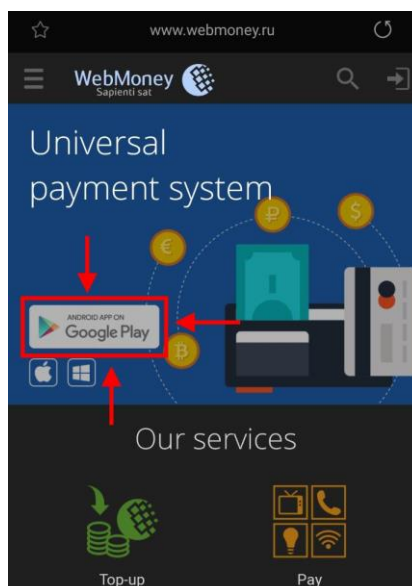 www.webmoney.ru
WebMoney
Sapienti sat
Universal
payment system
ANDROID APP ON
Google Play
Our services
Top-up
Pay